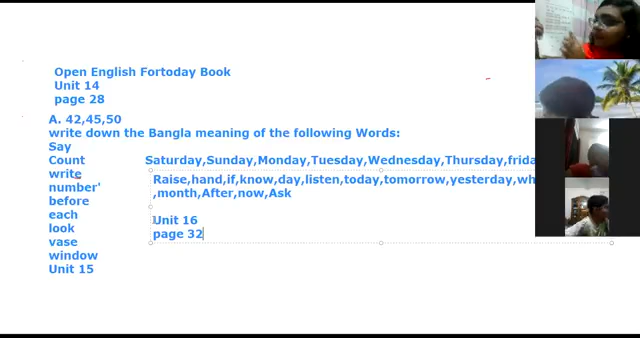 Open English Fortoday Book
Unit 14
page 28
A. 42,45,50
write down the Bangla meaning of the following Words:
Say
Count
write
number'
before
each
look
vase
window
Unit 15
Saturday,Sunday,Monday,Tuesday,Wednesday,Thursday,frida
Raise,hand,if,know,day,listen,today,tomorrow,yesterday,wh
,month,After,now,Ask
Unit 16
page 32